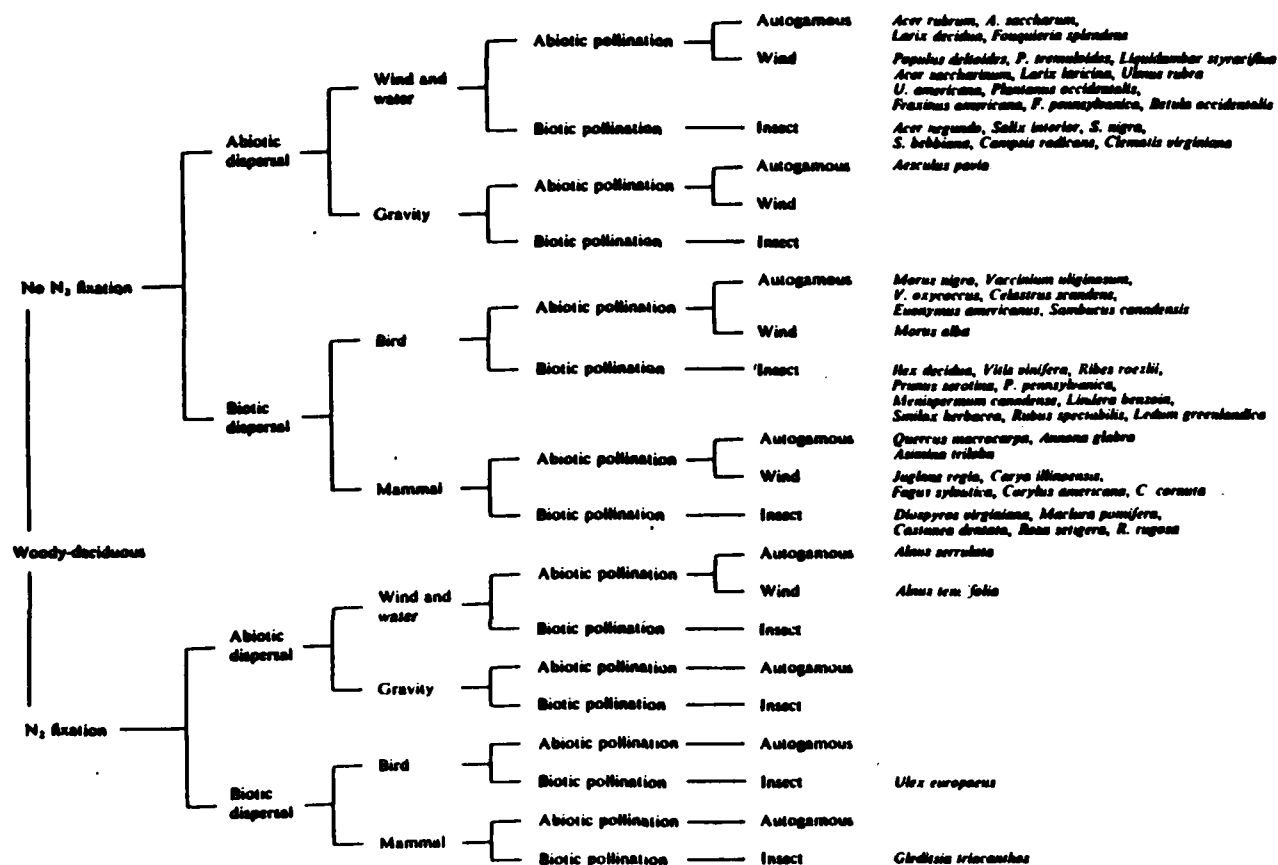 Autogamous
Acer rubrum, A. saccharum,
Larix decidua, Fouquieria splendens
Abiotic pollination
Wind
Populus deltoides, P. tremuloides, Liquidambar styraciflua
Acer saccharinum, Larix laricina, Ulmus rubra
U. americana, Plantanus occidentalis,
Fraxinus americana, F. pennsylvanica, Betula occidentalis
Wind and
water
Biotic pollination
Insect
Acer negundo, Salix interior, S. nigra,
S. bebbiana, Campsis radicans, Clematis virginiana
Abiotic
dispersal
Autogamous
Aesculus pavia
Abiotic pollination
Wind
Gravity
Biotic pollination
Insect
No N₂ fixation
Autogamous
Morus nigra, Vaccinium uliginosum,
V. oxycoccus, Celastrus scandens,
Euonymus americanus, Sambucus canadensis
Abiotic pollination
Wind
Morus alba
Bird
Biotic pollination
Insect
Ilex decidua, Vitis vinifera, Ribes roezlii,
Prunus serotina, P. pennsylvanica,
Menispermum canadense, Lindera benzoin,
Smilax herbacea, Rubus spectabilis, Ledum greenlandica
Biotic
dispersal
Autogamous
Quercus macrocarpa, Annona glabra
Asimina triloba
Abiotic pollination
Wind
Juglans regia, Carya illinoensis,
Fagus sylvatica, Corylus americana, C. cornuta
Mammal
Biotic pollination
Insect
Diospyros virginiana, Maclura pomifera,
Castanea dentata, Rosa setigera, R. rugosa
Woody-deciduous
Autogamous
Alnus serrulata
Abiotic pollination
Wind
Alnus folia
Wind and
water
Biotic pollination
Insect
Abiotic
dispersal
Abiotic pollination
Autogamous
Gravity
Biotic pollination
Insect
N₂ fixation
Abiotic pollination
Autogamous
Bird
Biotic pollination
Insect
Ulex europaeus
Biotic
dispersal
Abiotic pollination
Autogamous
Mammal
Biotic pollination
Insect
Gleditsia triacanthos